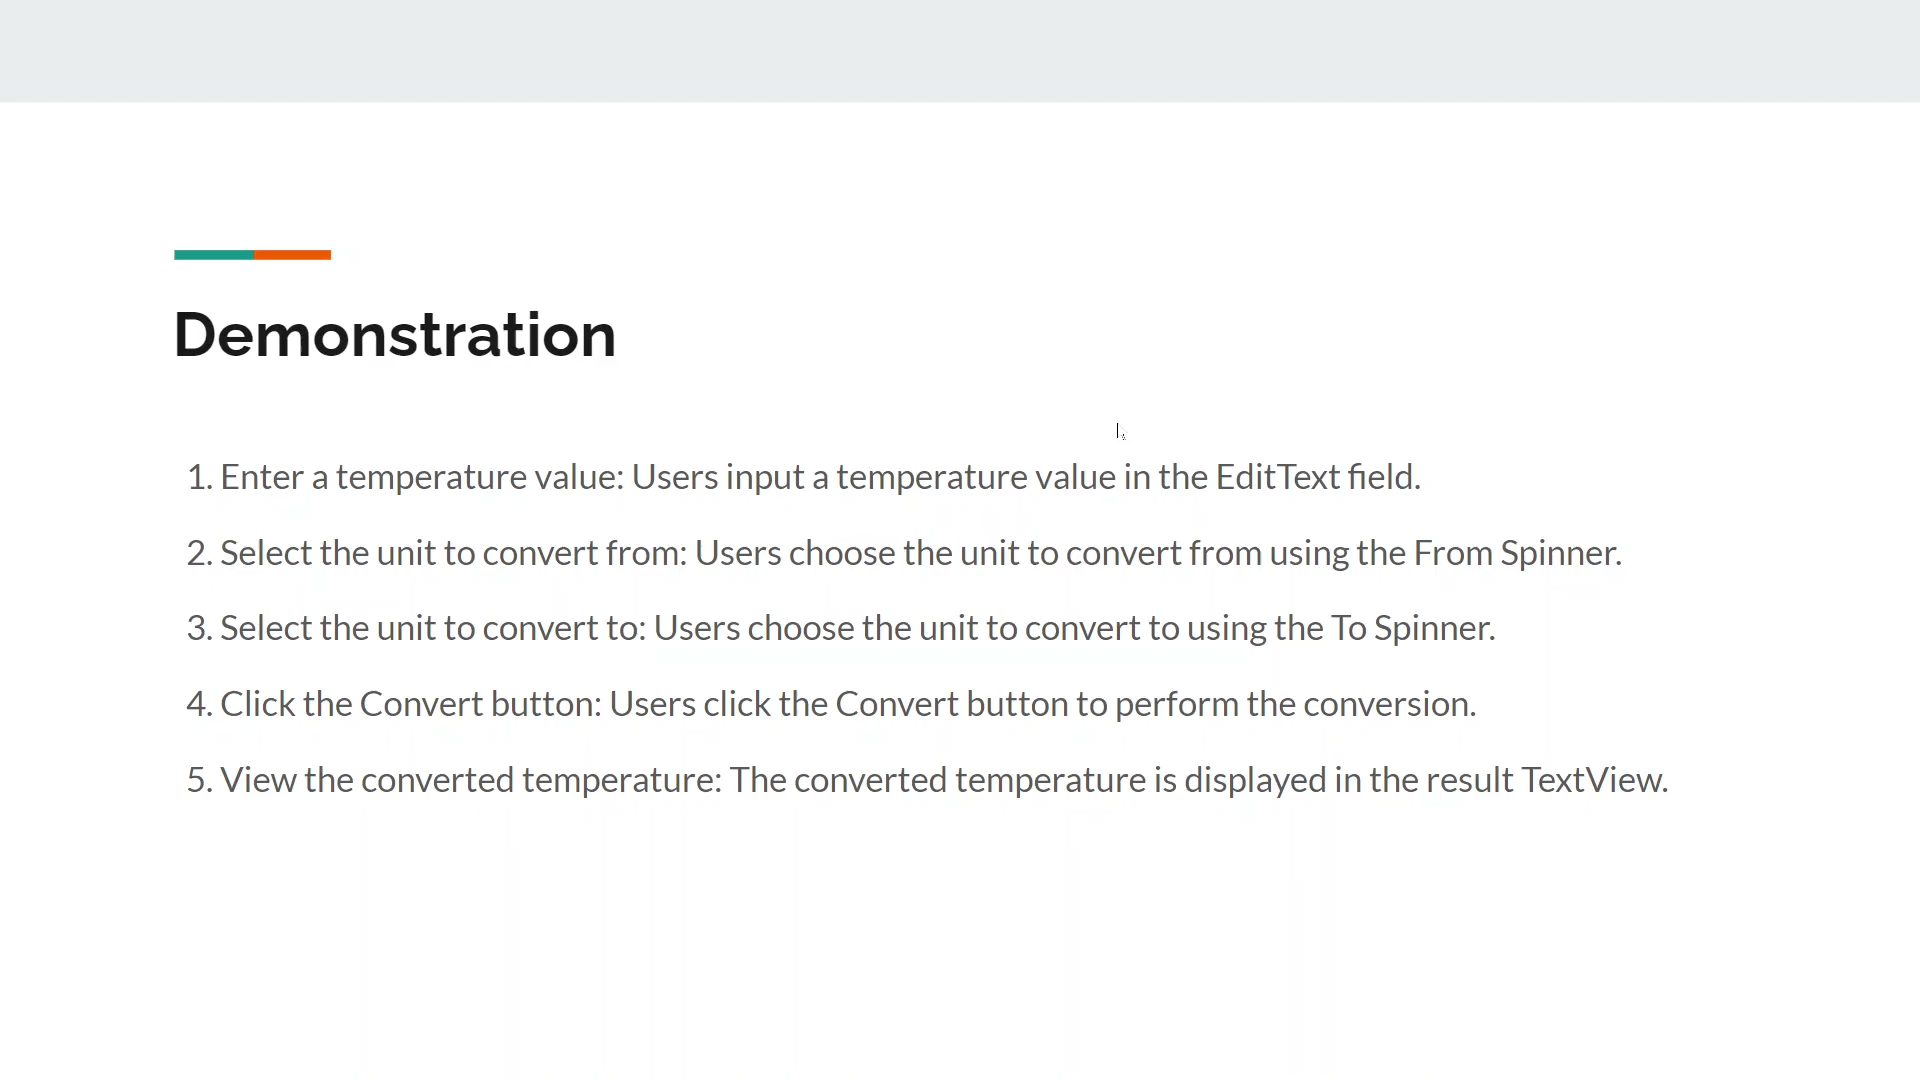 Demonstration
1. Enter a temperature value: Users input a temperature value in the EditText field.
2. Select the unit to convert from: Users choose the unit to convert from using the From Spinner.
3. Select the unit to convert to: Users choose the unit to convert to using the To Spinner.
4. Click the Convert button: Users click the Convert button to perform the conversion.
5. View the converted temperature: The converted temperature is displayed in the result TextView.